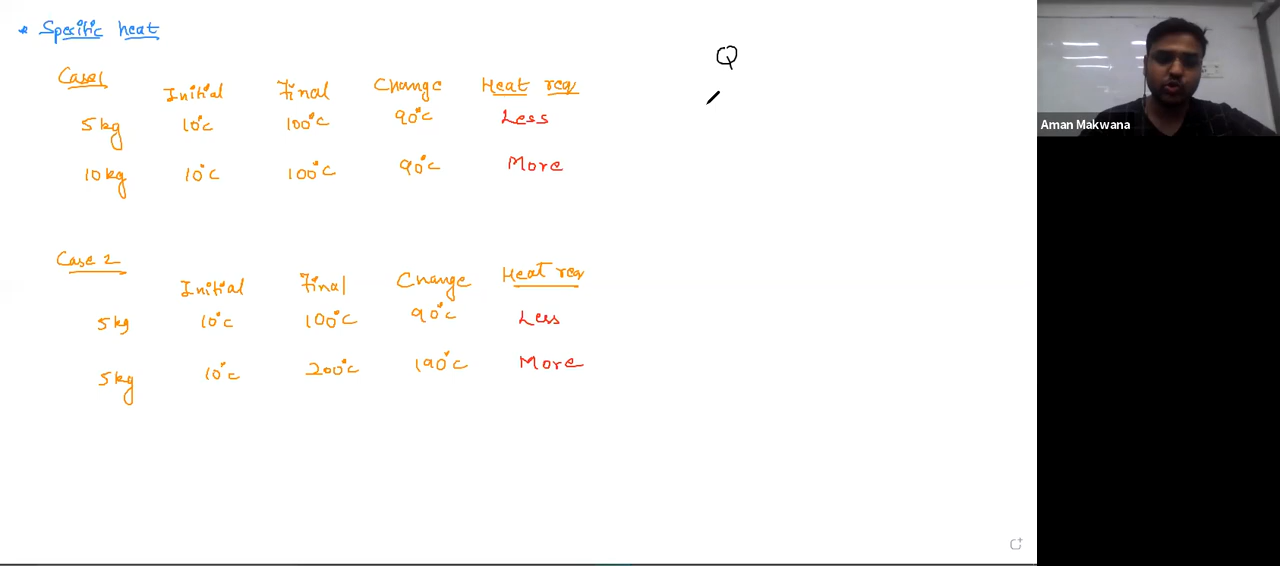 * Specific heat
Case1
Initial Final Change Heat req
5kg 10°c 100°c 90°c Less
10kg 10°c 100°c 90°c More
Case 2
Initial Final Change Heat req
5kg 10°c 100°c 90°c Less
5kg 10°c 200°c 190°c More
Q
Aman Makwana